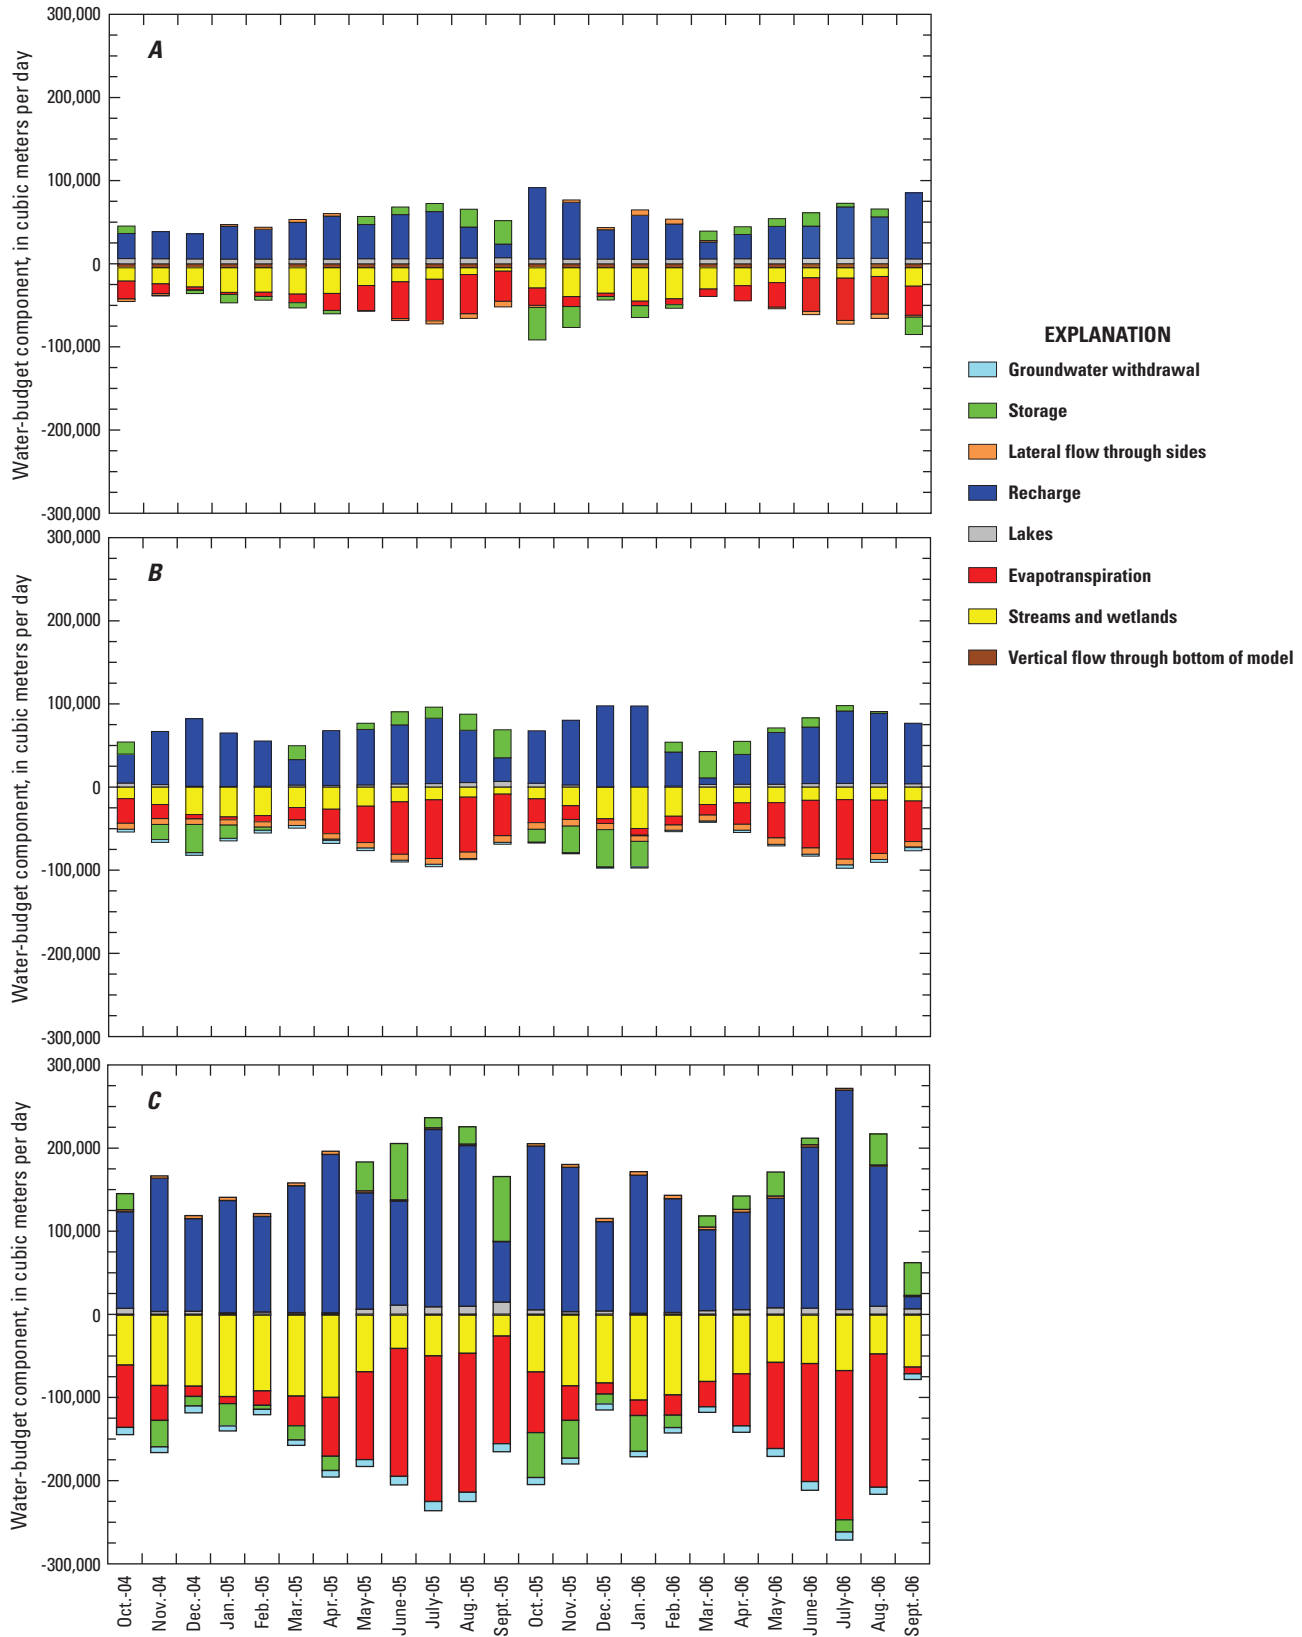 A
300,000
200,000
100,000
0
-100,000
-200,000
-300,000
Water-budget component, in cubic meters per day
B
300,000
200,000
100,000
0
-100,000
-200,000
-300,000
Water-budget component, in cubic meters per day
C
300,000
200,000
100,000
0
-100,000
-200,000
-300,000
Water-budget component, in cubic meters per day
Oct.-04
Nov.-04
Dec.-04
Jan.-05
Feb.-05
Mar.-05
Apr.-05
May-05
June-05
July-05
Aug.-05
Sept.-05
Oct.-05
Nov.-05
Dec.-05
Jan.-06
Feb.-06
Mar.-06
Apr.-06
May-06
June-06
July-06
Aug.-06
Sept.-06
EXPLANATION
Groundwater withdrawal
Storage
Lateral flow through sides
Recharge
Lakes
Evapotranspiration
Streams and wetlands
Vertical flow through bottom of model